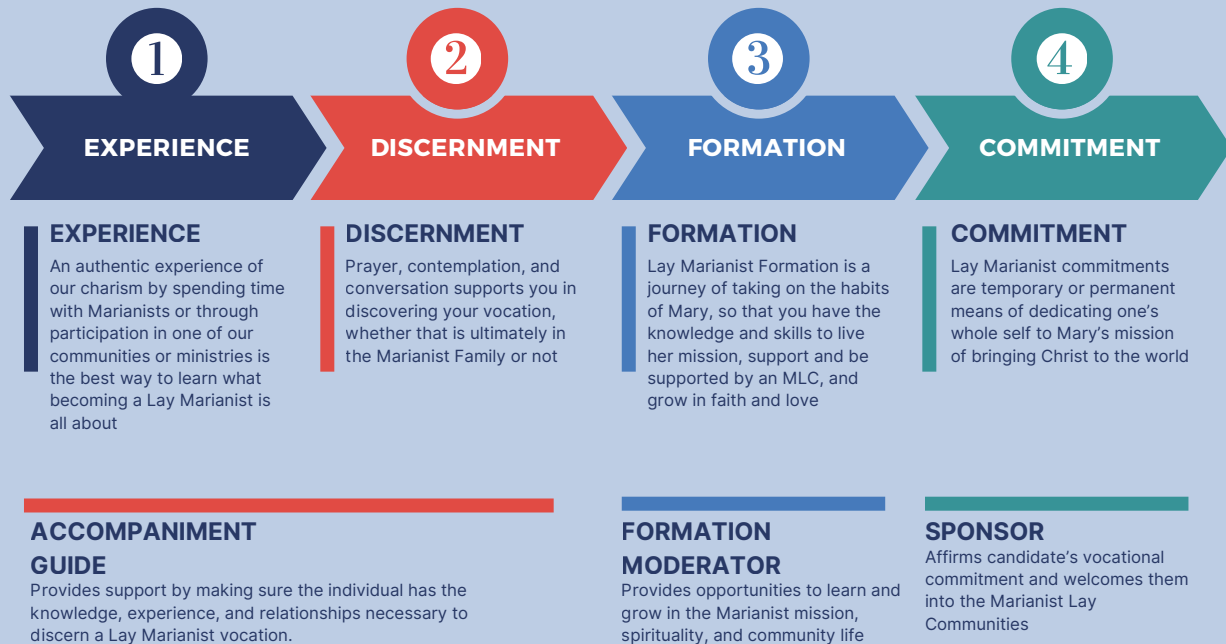 1
2
3
4
EXPERIENCE
DISCERNMENT
FORMATION
COMMITMENT
EXPERIENCE
An authentic experience of
our charism by spending time
with Marianists or through
participation in one of our
communities or ministries is
the best way to learn what
becoming a Lay Marianist is
all about
DISCERNMENT
Prayer, contemplation, and
conversation supports you in
discovering your vocation,
whether that is ultimately in
the Marianist Family or not
FORMATION
Lay Marianist Formation is a
journey of taking on the habits
of Mary, so that you have the
knowledge and skills to live
her mission, support and be
supported by an MLC, and
grow in faith and love
COMMITMENT
Lay Marianist commitments
are temporary or permanent
means of dedicating one’s
whole self to Mary’s mission
of bringing Christ to the world
ACCOMPANIMENT
GUIDE
Provides support by making sure the individual has the
knowledge, experience, and relationships necessary to
discern a Lay Marianist vocation.
FORMATION
MODERATOR
Provides opportunities to learn and
grow in the Marianist mission,
spirituality, and community life
SPONSOR
Affirms candidate’s vocational
commitment and welcomes them
into the Marianist Lay
Communities